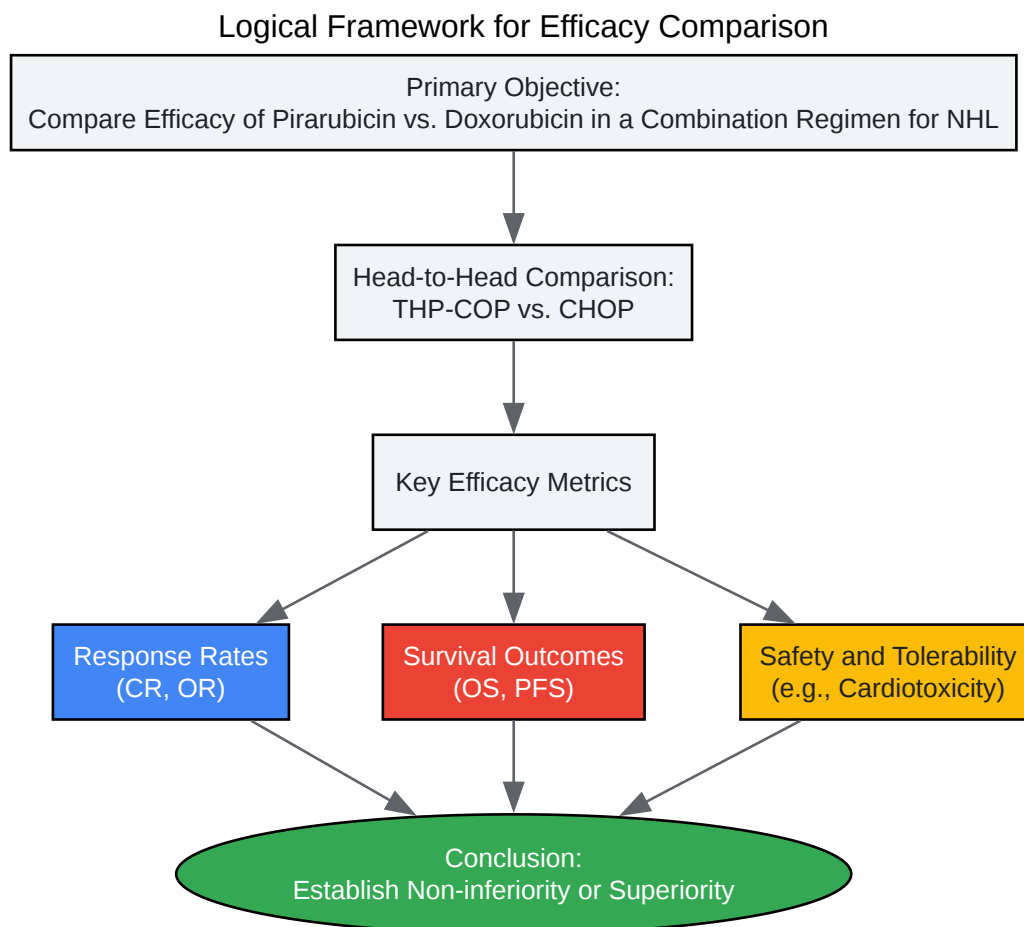 Logical Framework for Efficacy Comparison
Primary Objective:
Compare Efficacy of Pirarubicin vs. Doxorubicin in a Combination Regimen for NHL
Head-to-Head Comparison:
THP-COP vs. CHOP
Key Efficacy Metrics
Response Rates
(CR, OR)
Survival Outcomes
(OS, PFS)
Safety and Tolerability
(e.g., Cardiotoxicity)
Conclusion:
Establish Non-inferiority or Superiority